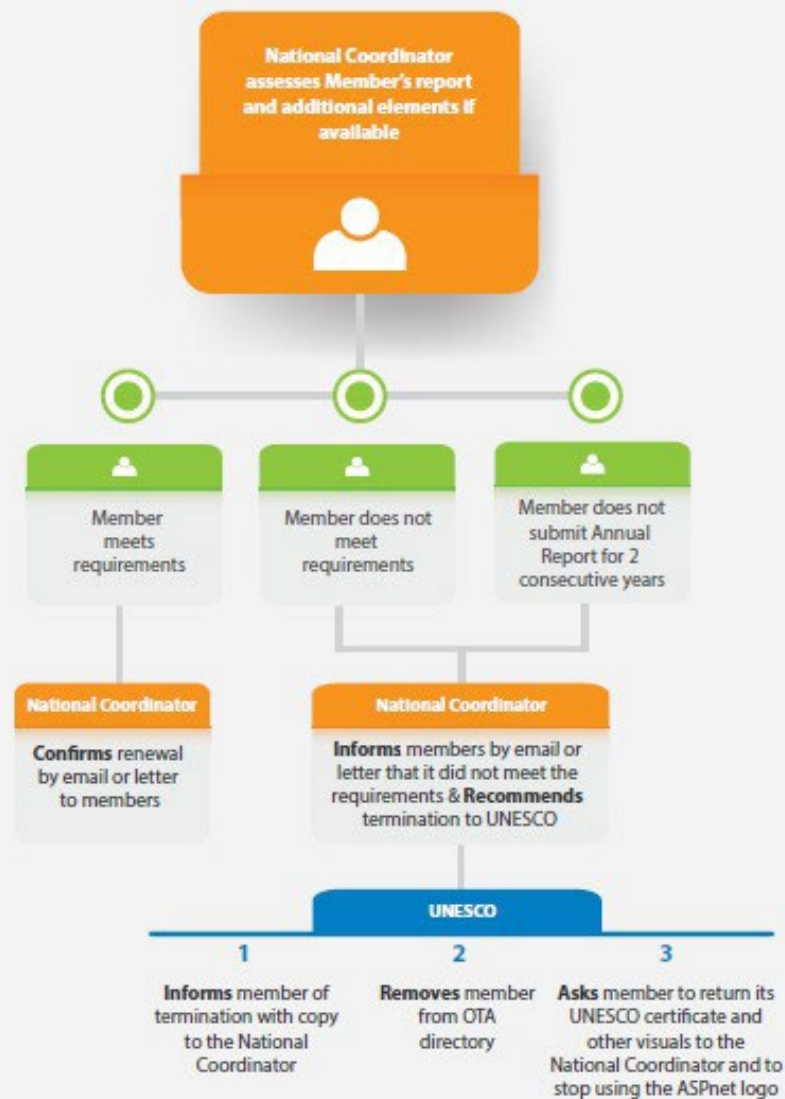 National Coordinator
assesses Member's report
and additional elements if
available
Member
meets
requirements
Member does not
meet
requirements
Member does not
submit Annual
Report for 2
consecutive years
National Coordinator
Confirms renewal
by email or letter
to members
National Coordinator
Informs members by email or
letter that it did not meet the
requirements & Recommends
termination to UNESCO
UNESCO
1
Informs member of
termination with copy
to the National
Coordinator
2
Removes member
from OTA
directory
3
Asks member to return its
UNESCO certificate and
other visuals to the
National Coordinator and to
stop using the ASPnet logo